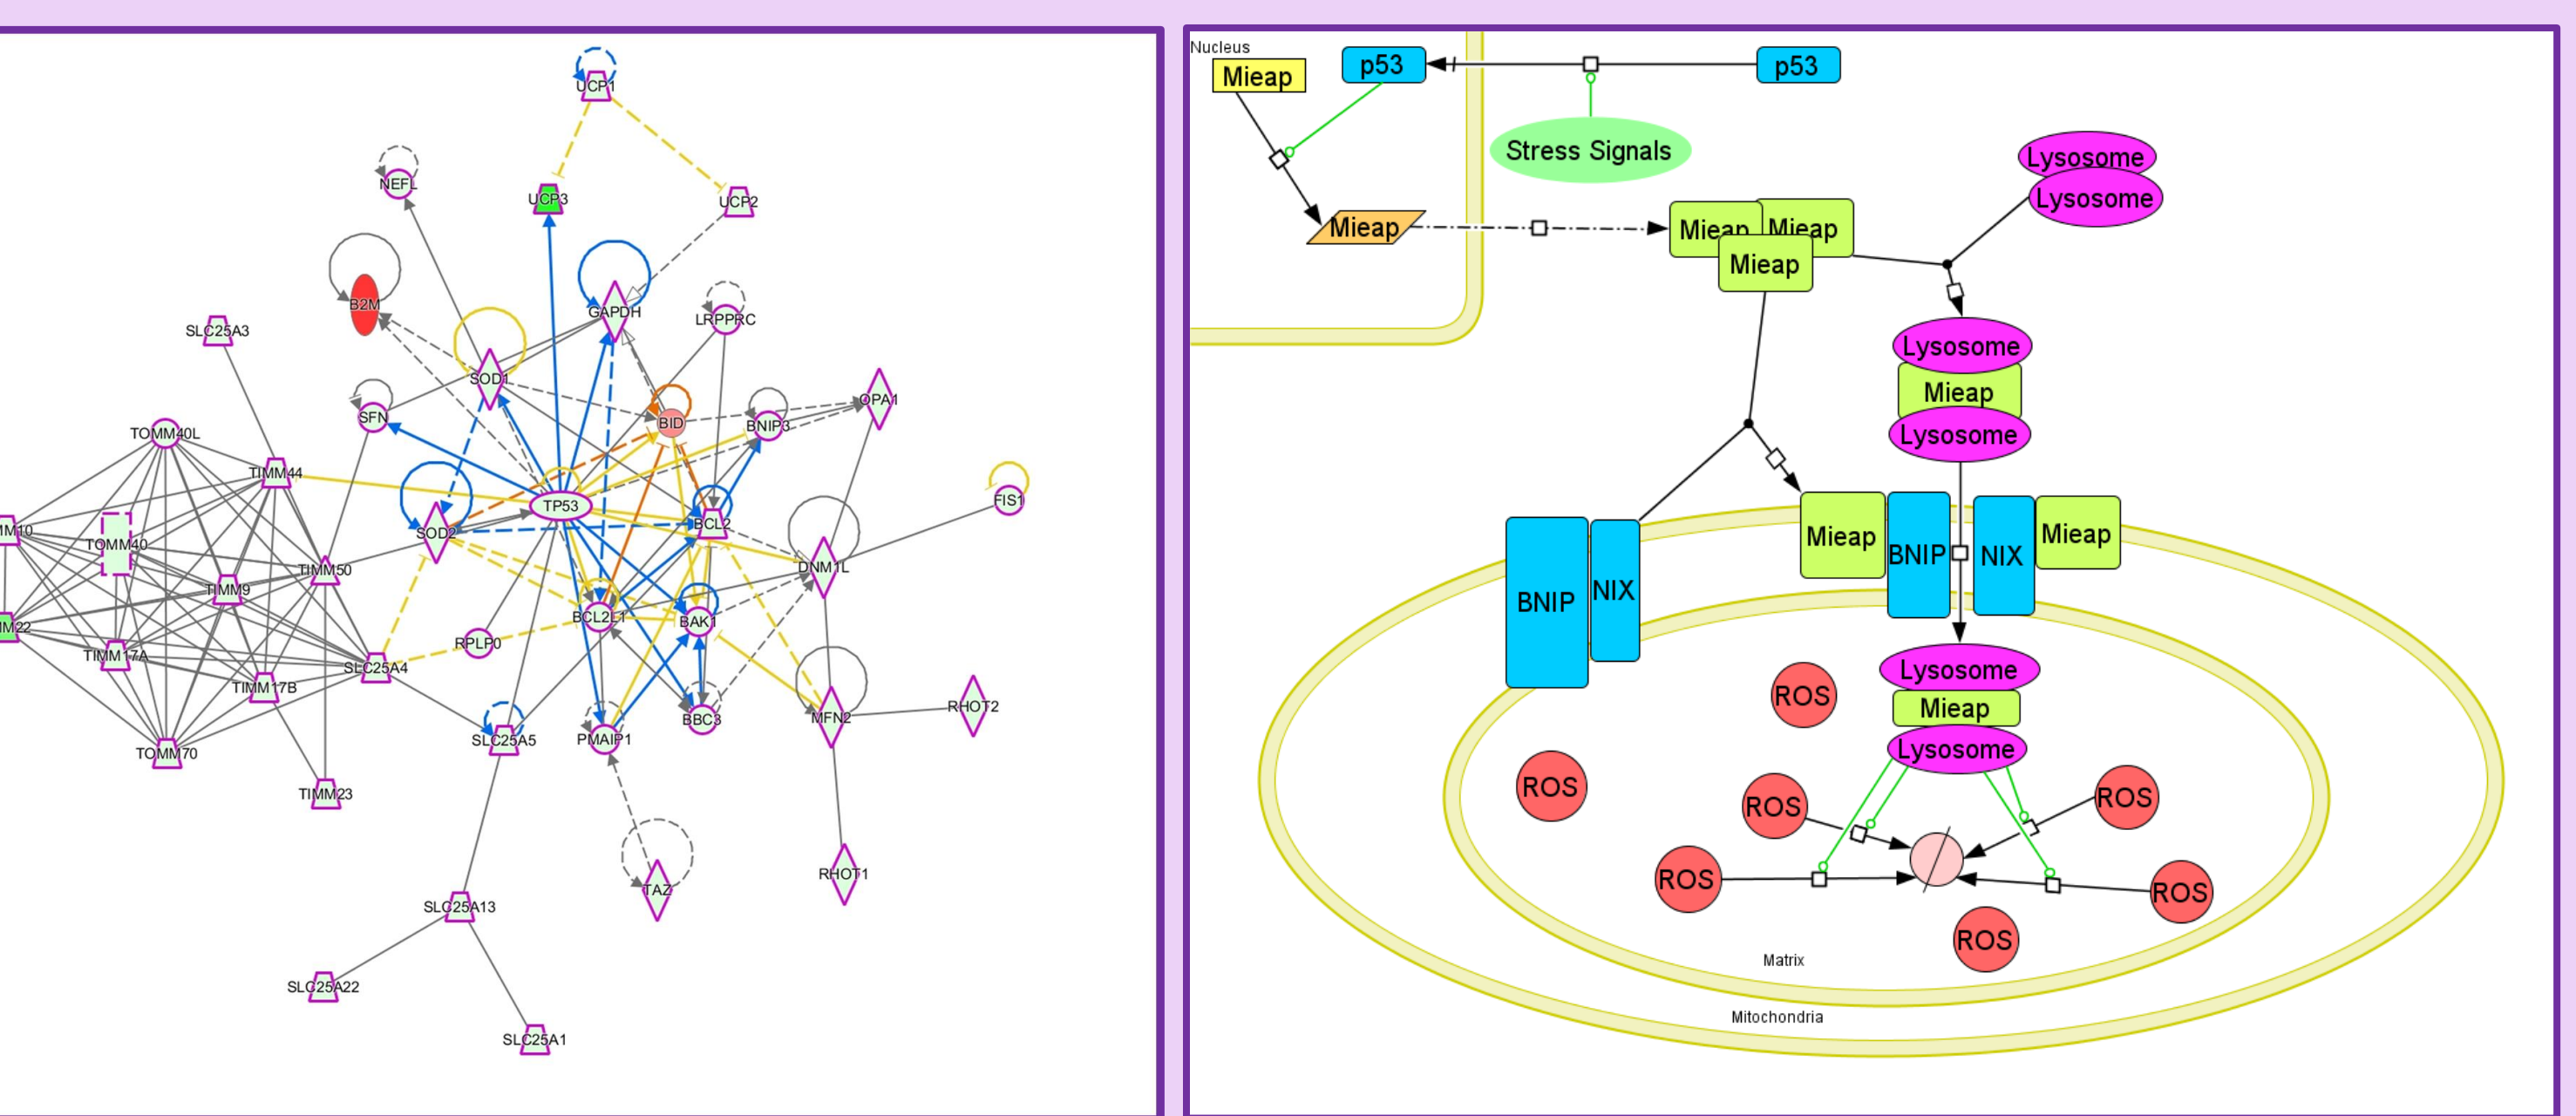 UCP1
NEFL
UCP3
UCP2
B2M
GAPDH
LRPPRC
SLC25A3
SOD1
OPA1
SFN
BID
BNIP3
TOMM40L
TIMM44
FIS1
TP53
BCL2
SOD2
TOMM40
DNM1L
TIMM50
TIMM9
BCL2L1
BAK1
RPLP0
TIMM17A
SLC25A4
TIMM17B
RHOT2
MFN2
BBC3
PMAIP1
SLC25A5
TOMM70
TIMM23
RHOT1
TAZ
SLC25A13
SLC25A22
SLC25A1
Nucleus
Mieap
p53
p53
Stress Signals
Lysosome
Lysosome
Mieap
Mieap
Mieap
Mieap
Lysosome
Mieap
Lysosome
Mieap
BNIP
NIX
Mieap
BNIP
NIX
Lysosome
Mieap
Lysosome
ROS
ROS
ROS
ROS
ROS
ROS
ROS
Matrix
Mitochondria